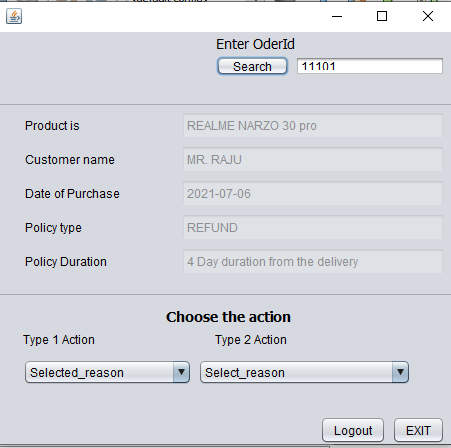 Enter OderId
Search 11101
Product is REALME NARZO 30 pro
Customer name MR. RAJU
Date of Purchase 2021-07-06
Policy type REFUND
Policy Duration 4 Day duration from the delivery
Choose the action
Type 1 Action Type 2 Action
Selected_reason Select_reason
Logout EXIT